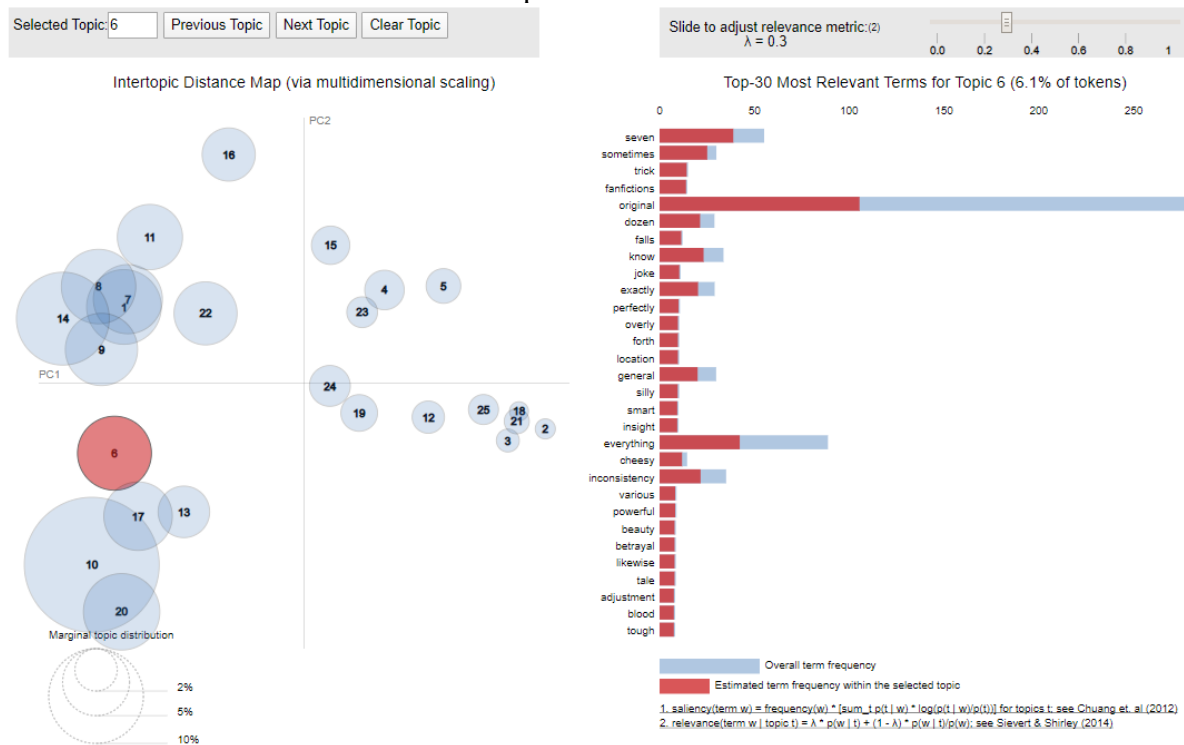 Selected Topic: 6 Previous Topic Next Topic Clear Topic
Slide to adjust relevance metric:(2)
λ = 0.3
0.0 0.2 0.4 0.6 0.8 1
Intertopic Distance Map (via multidimensional scaling)
PC2
PC1
16
11
15
8
7
1
4
5
14
22
23
9
24
19
12
25
18
21
2
3
6
17
13
10
20
Marginal topic distribution
2%
5%
10%
Top-30 Most Relevant Terms for Topic 6 (6.1% of tokens)
0 50 100 150 200 250
seven
sometimes
trick
fanfictions
original
dozen
falls
know
joke
exactly
perfectly
overly
forth
location
general
silly
smart
insight
everything
cheesy
inconsistency
various
powerful
beauty
betrayal
likewise
tale
adjustment
blood
tough
Overall term frequency
Estimated term frequency within the selected topic
1. saliency(term w) = frequency(w) * [sum_t p(t | w) * log(p(t | w)/p(t))] for topics t; see Chuang et. al (2012)
2. relevance(term w | topic t) = λ * p(w | t) + (1 - λ) * p(w | t)/p(w); see Sievert & Shirley (2014)